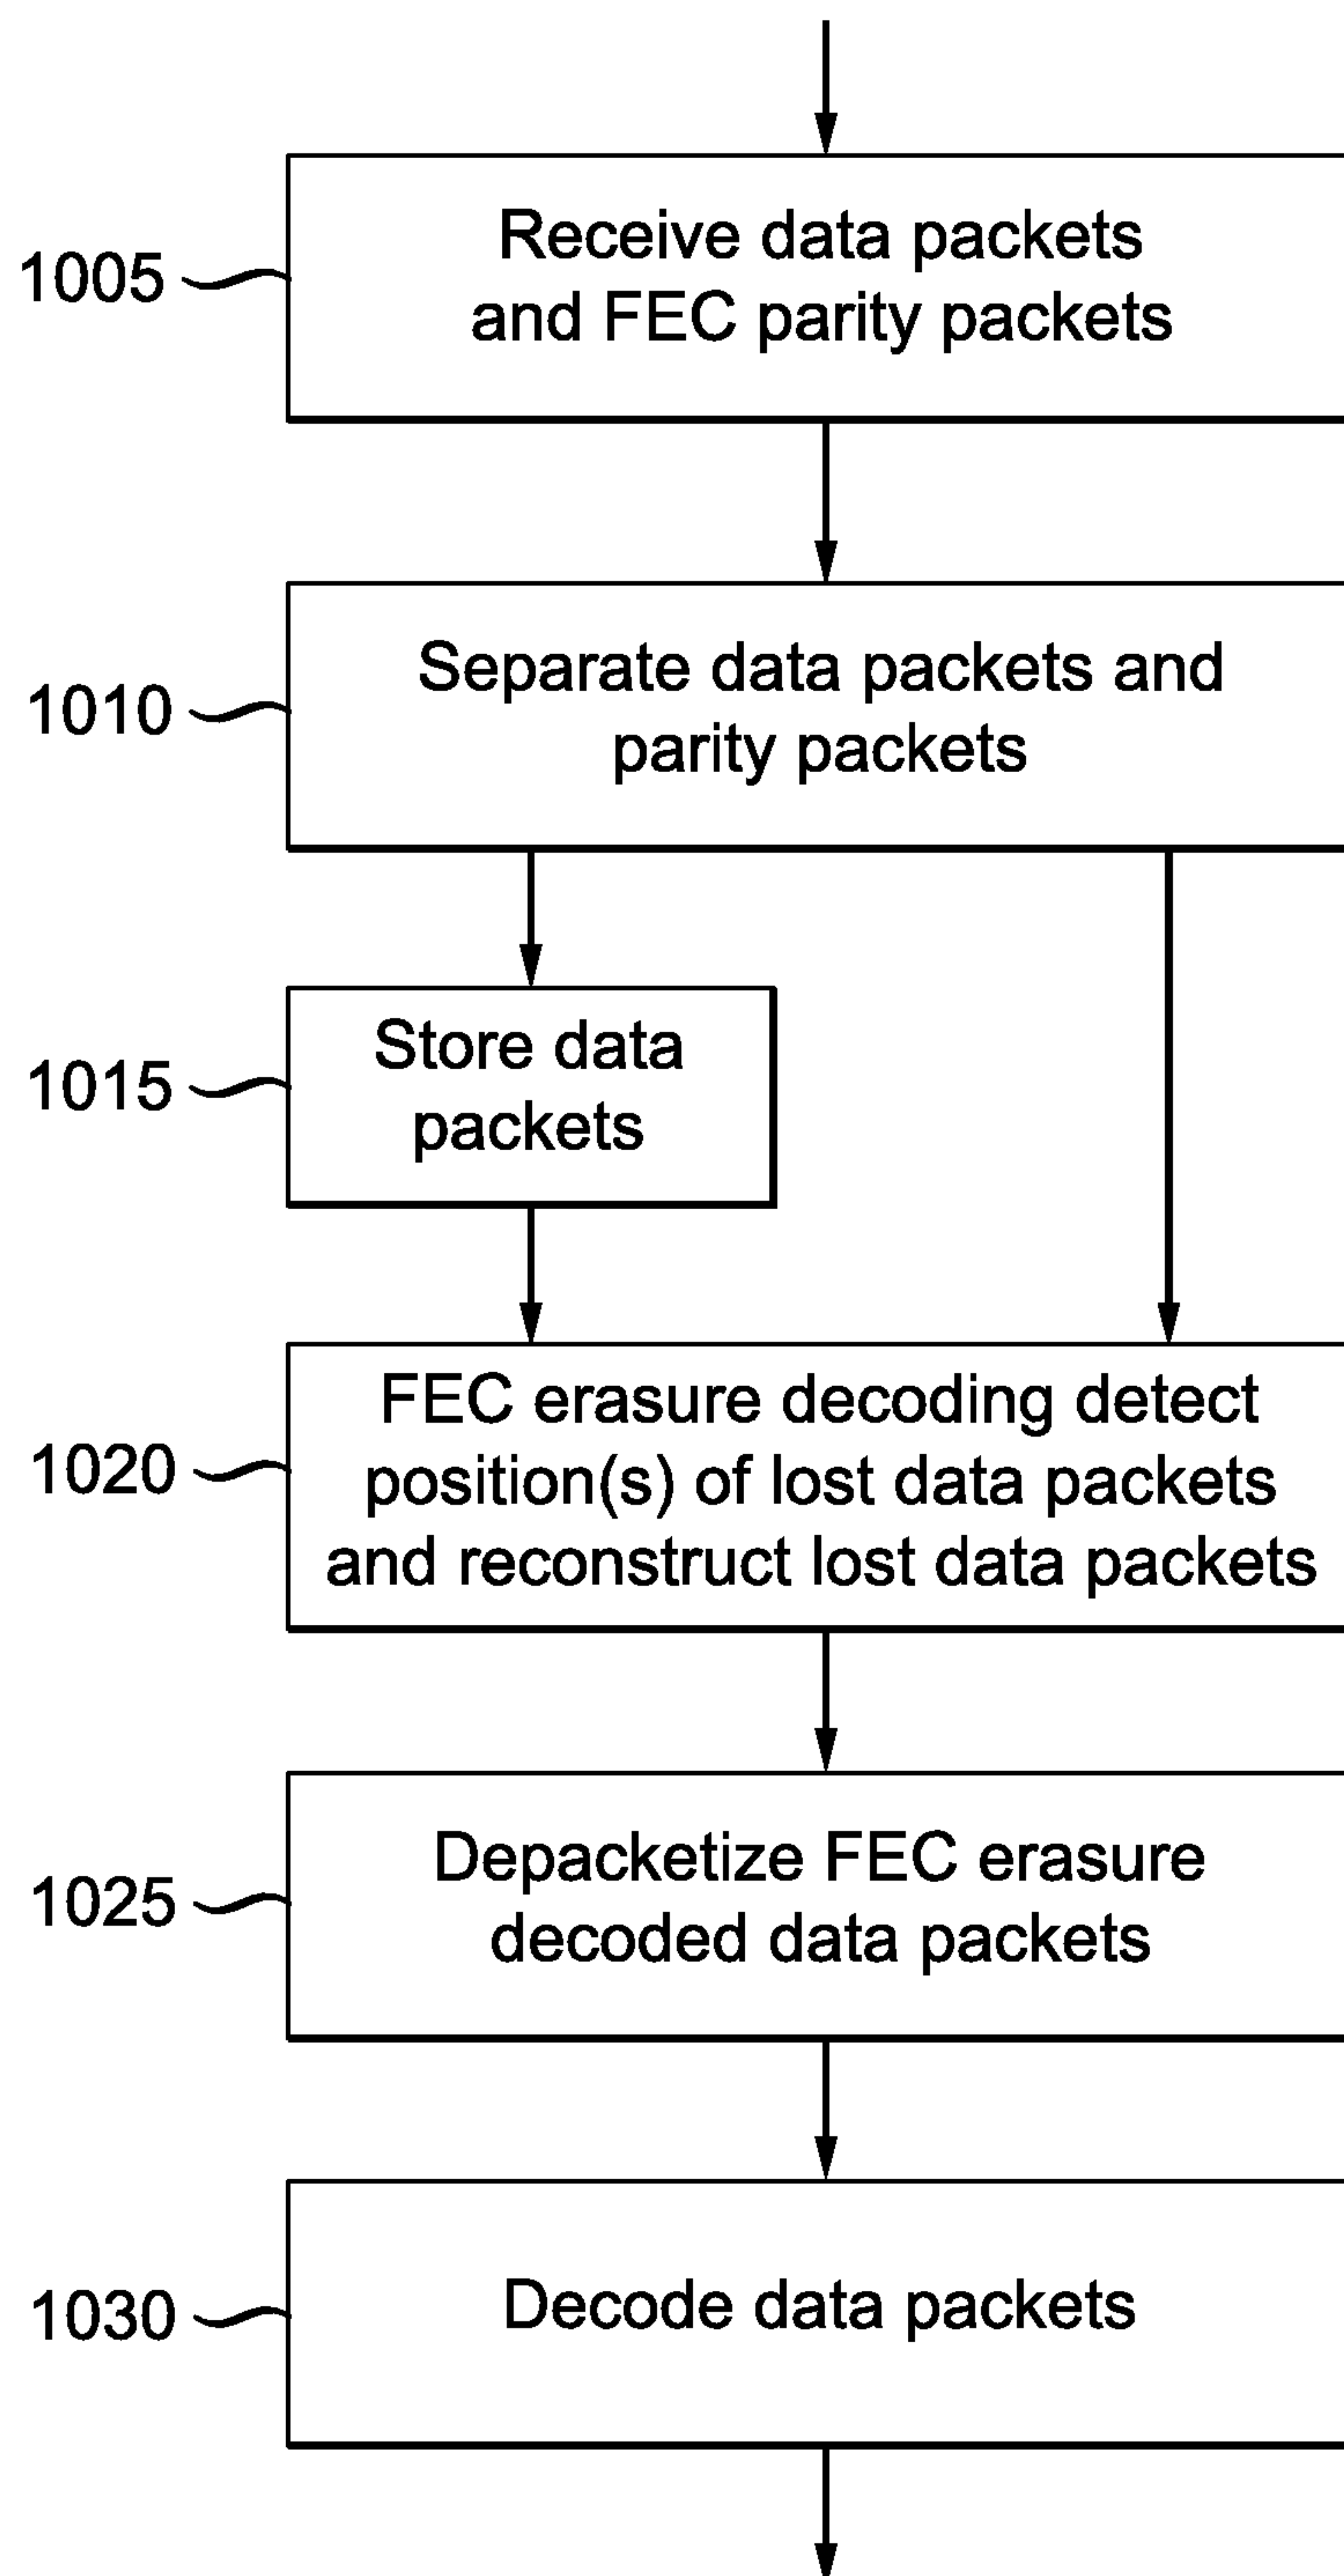 1005
Receive data packets
and FEC parity packets
1010
Separate data packets and
parity packets
1015
Store data
packets
1020
FEC erasure decoding detect
position(s) of lost data packets
and reconstruct lost data packets
1025
Depacketize FEC erasure
decoded data packets
1030
Decode data packets